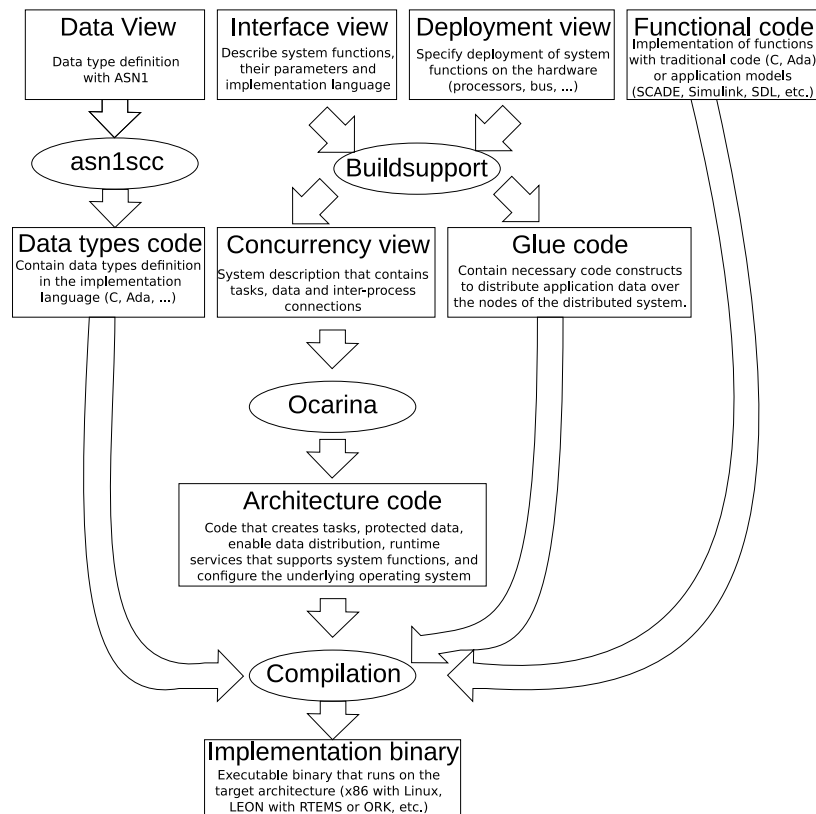 Data View
Data type definition
with ASN1
Interface view
Describe system functions,
their parameters and
implementation language
Deployment view
Specify deployment of system
functions on the hardware
(processors, bus, ...)
Functional code
Implementation of functions
with traditional code (C, Ada)
or application models
(SCADE, Simulink, SDL, etc.)
asn1scc
Buildsupport
Data types code
Contain data types definition
in the implementation
language (C, Ada, ...)
Concurrency view
System description that contains
tasks, data and inter-process
connections
Glue code
Contain necessary code constructs
to distribute application data over
the nodes of the distributed system.
Ocarina
Architecture code
Code that creates tasks, protected data,
enable data distribution, runtime
services that supports system functions, and
configure the underlying operating system
Compilation
Implementation binary
Executable binary that runs on the
target architecture (x86 with Linux,
LEON with RTEMS or ORK, etc.)